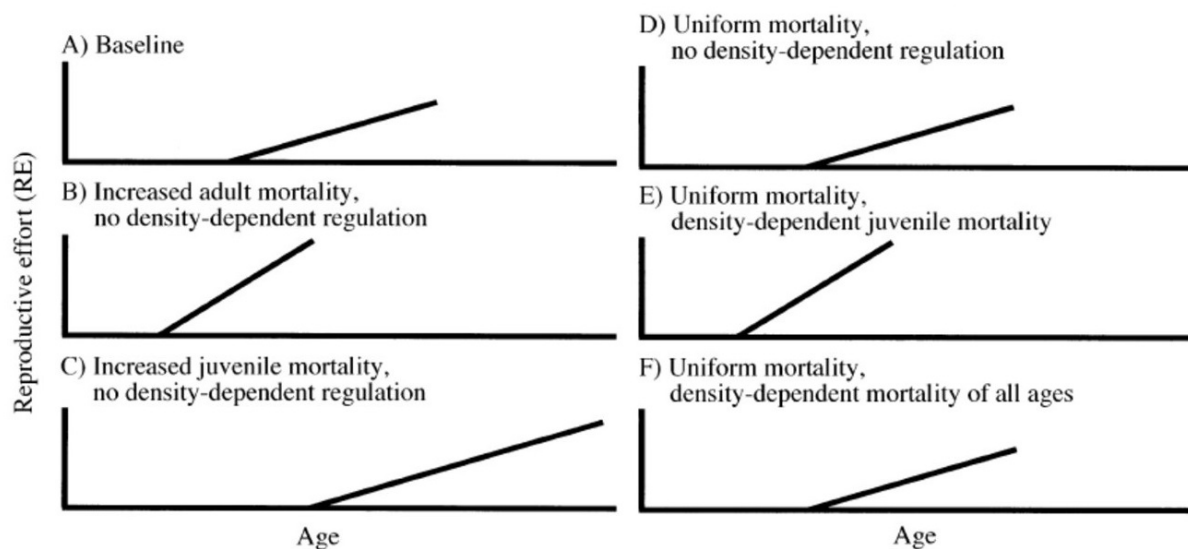 Reproductive effort (RE)
A) Baseline
B) Increased adult mortality,
no density-dependent regulation
C) Increased juvenile mortality,
no density-dependent regulation
Age
D) Uniform mortality,
no density-dependent regulation
E) Uniform mortality,
density-dependent juvenile mortality
F) Uniform mortality,
density-dependent mortality of all ages
Age